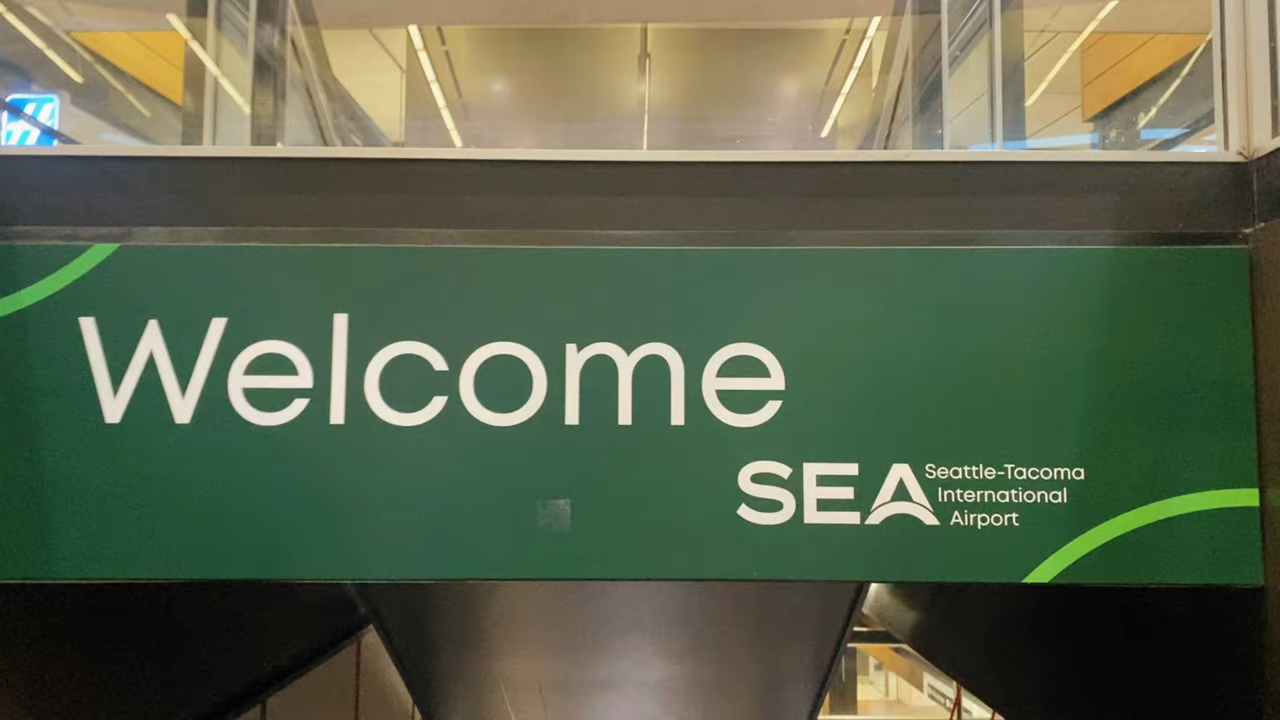 Welcome
SEA
Seattle-Tacoma
International
Airport